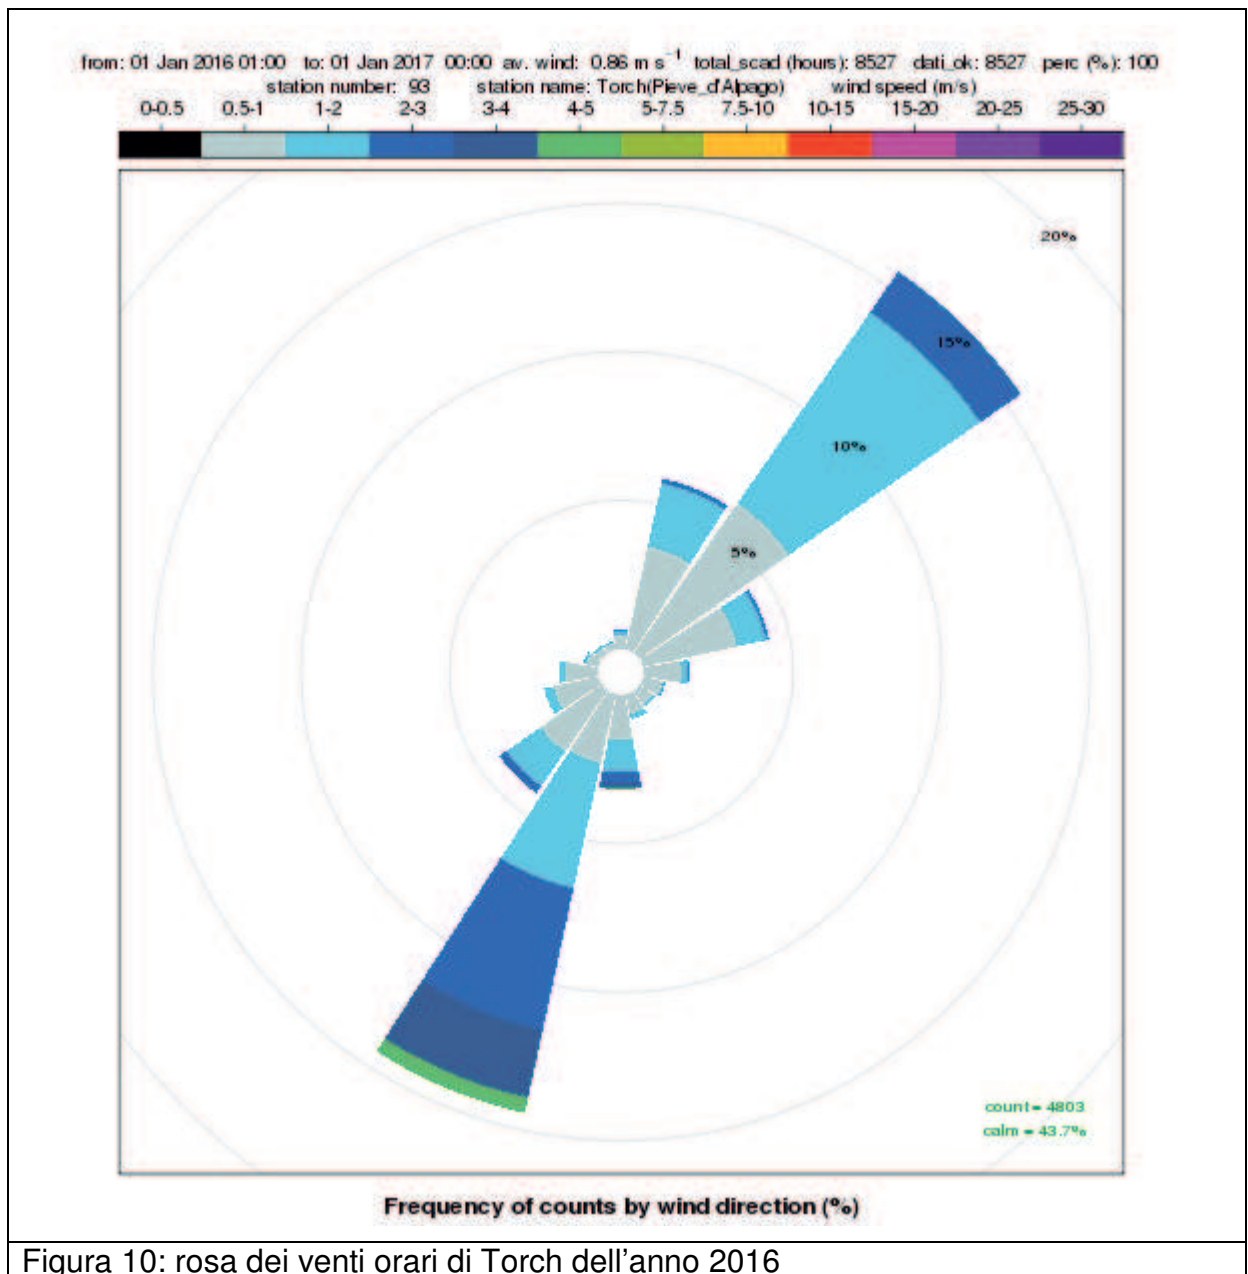 from: 01 Jan 2016 01:00 to: 01 Jan 2017 00:00 av. wind: 0.86 m s⁻¹ total_scad (hours): 8527 dati_ok: 8527 perc (%): 100
station number: 93 station name: Torch(Pieve_d'Alpago) wind speed (m/s)
0-0.5 0.5-1 1-2 2-3 3-4 4-5 5-7.5 7.5-10 10-15 15-20 20-25 25-30
20%
15%
10%
5%
count = 4803
calm = 43.7%
Frequency of counts by wind direction (%)
Figura 10: rosa dei venti orari di Torch dell'anno 2016